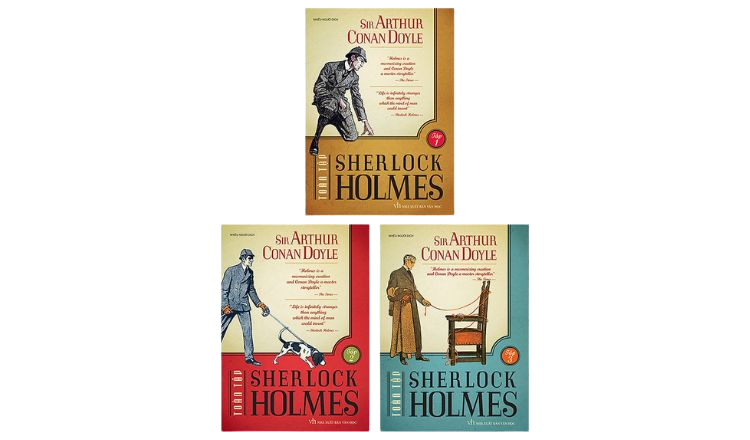 NHIỀU NGƯỜI DỊCH
SIR ARTHUR
CONAN DOYLE
"Holmes is a
mesmerizing creation
and Conan Doyle
a master storyteller"
— The Times —
"Life is infinitely stranger
than anything
which the mind of man
could invent"
— Sherlock Holmes —
Tập
1
TOÀN TẬP
SHERLOCK
HOLMES
VH NHÀ XUẤT BẢN VĂN HỌC
NHIỀU NGƯỜI DỊCH
SIR ARTHUR
CONAN DOYLE
"Holmes is a
mesmerizing creation
and Conan Doyle a master
storyteller"
— The Times —
"Life is infinitely stranger
than anything
which the mind of man
could invent"
— Sherlock Holmes —
Tập
2
TOÀN TẬP
SHERLOCK
HOLMES
VH NHÀ XUẤT BẢN VĂN HỌC
NHIỀU NGƯỜI DỊCH
SIR ARTHUR
CONAN DOYLE
"Holmes is a mesmerizing creation
and Conan Doyle a master storyteller"
— The Times —
Tập
3
TOÀN TẬP
SHERLOCK
HOLMES
VH NHÀ XUẤT BẢN VĂN HỌC